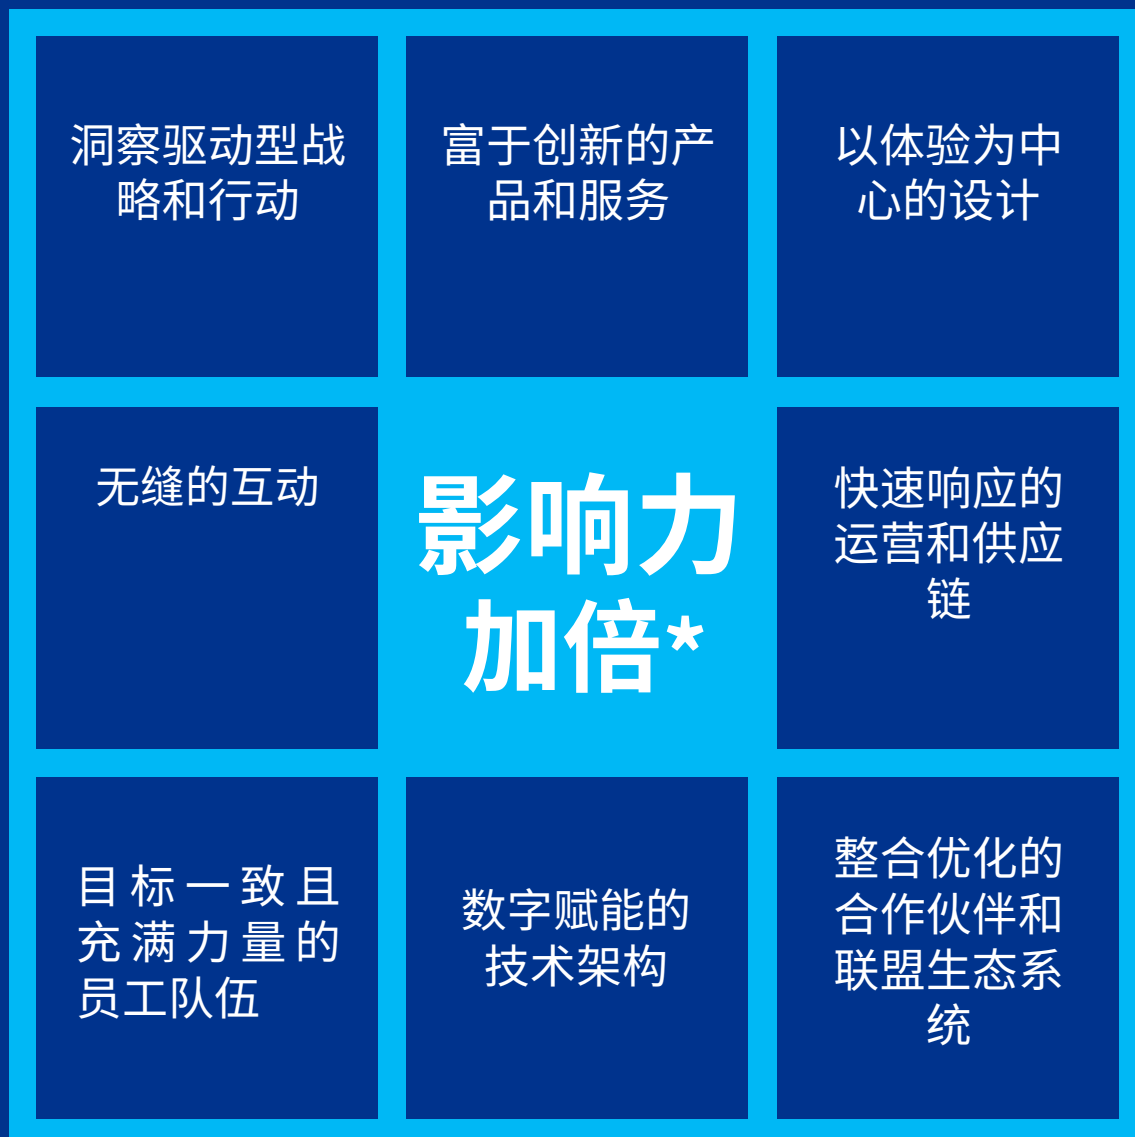 洞察驱动型战
略和行动
富于创新的产
品和服务
以体验为中
心的设计
无缝的互动
影响力
加倍*
快速响应的
运营和供应
链
目标一致且
充满力量的
员工队伍
数字赋能的
技术架构
整合优化的
合作伙伴和
联盟生态系
统